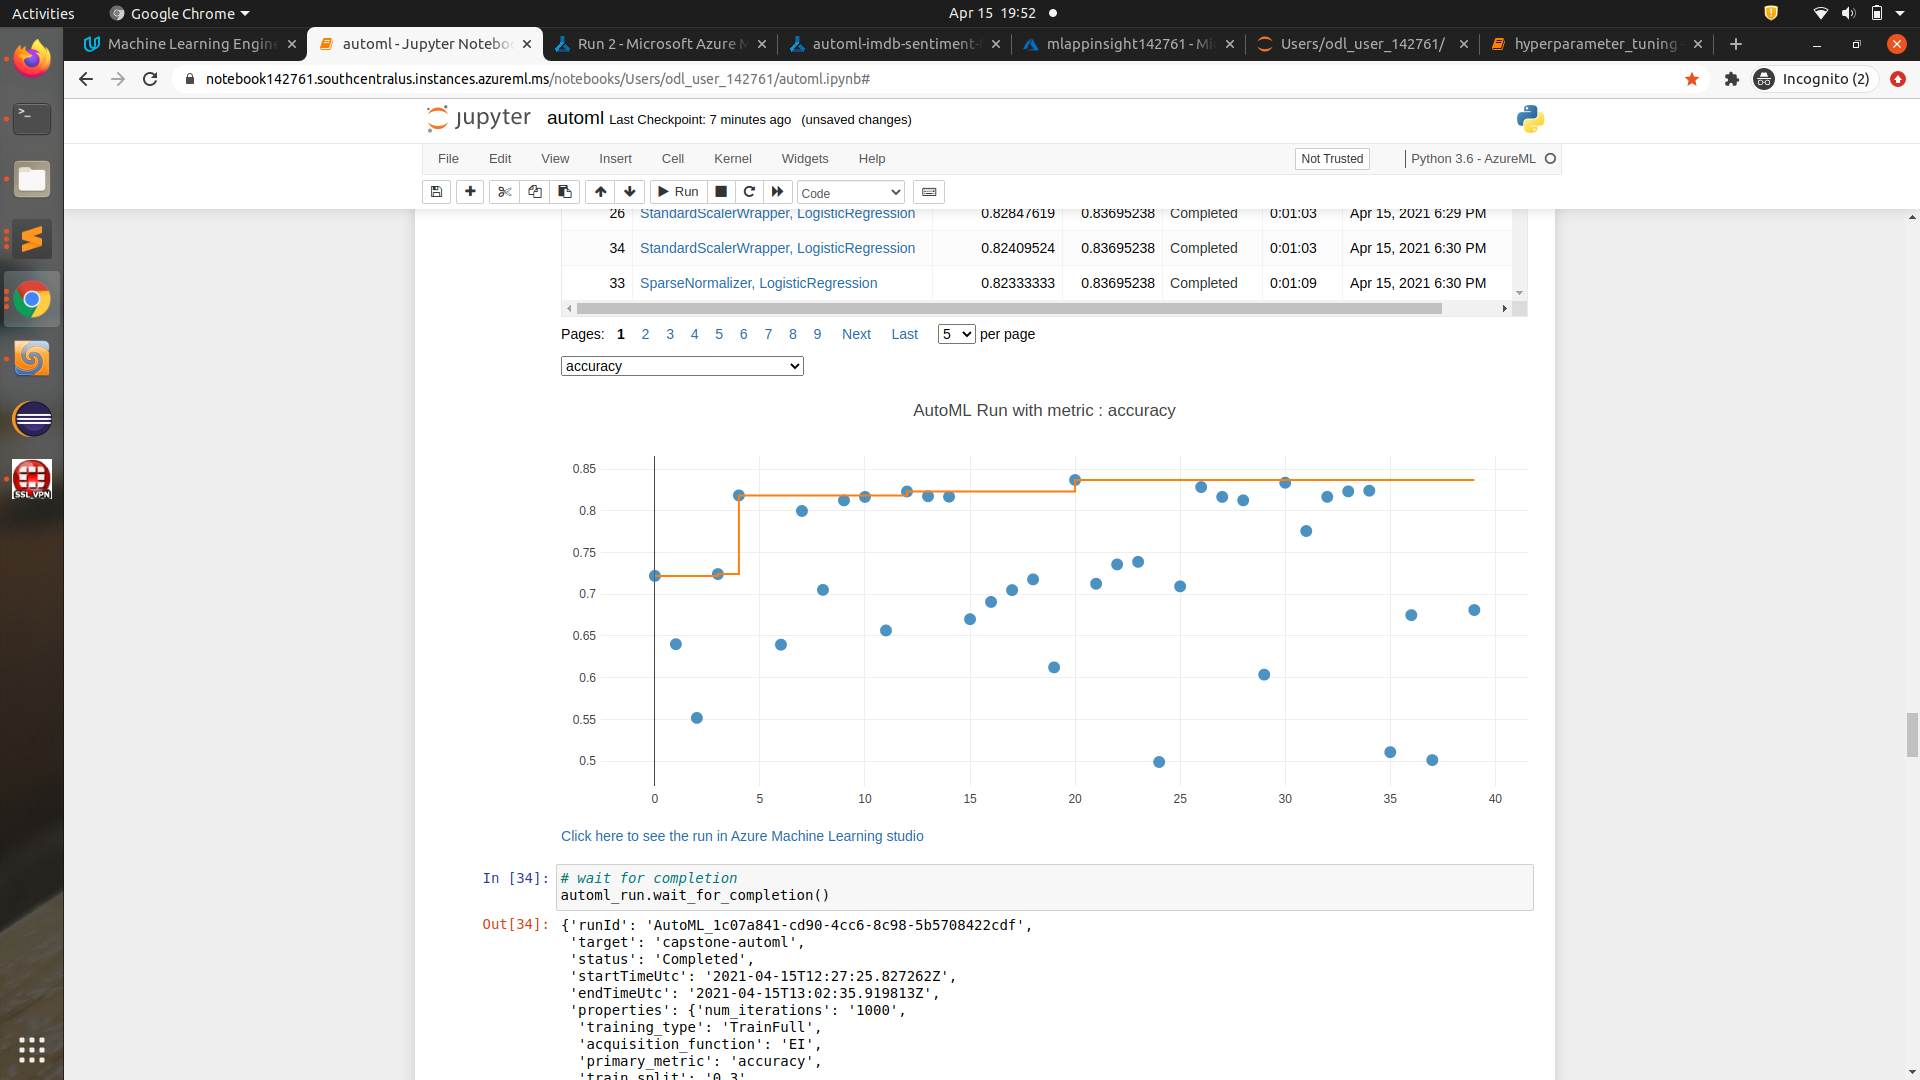 Activities Google Chrome Apr 15 19:52
Machine Learning Engin automl - Jupyter Notebo Run 2 - Microsoft Azure M automl-imdb-sentiment- mlappinsight142761 - Mi Users/odl_user_142761/ hyperparameter_tuning
notebook142761.southcentralus.instances.azureml.ms/notebooks/Users/odl_user_142761/automl.ipynb# Incognito (2)
jupyter automl Last Checkpoint: 7 minutes ago (unsaved changes)
File Edit View Insert Cell Kernel Widgets Help Not Trusted Python 3.6 - AzureML
Run Code
26 StandardScalerWrapper, LogisticRegression 0.82847619 0.83695238 Completed 0:01:03 Apr 15, 2021 6:29 PM
34 StandardScalerWrapper, LogisticRegression 0.82409524 0.83695238 Completed 0:01:03 Apr 15, 2021 6:30 PM
33 SparseNormalizer, LogisticRegression 0.82333333 0.83695238 Completed 0:01:09 Apr 15, 2021 6:30 PM
Pages: 1 2 3 4 5 6 7 8 9 Next Last 5 per page
accuracy
AutoML Run with metric : accuracy
0.85
0.8
0.75
0.7
0.65
0.6
0.55
0.5
0 5 10 15 20 25 30 35 40
Click here to see the run in Azure Machine Learning studio
In [34]: # wait for completion
automl_run.wait_for_completion()
Out[34]: {'runId': 'AutoML_1c07a841-cd90-4cc6-8c98-5b5708422cdf',
'target': 'capstone-automl',
'status': 'Completed',
'startTimeUtc': '2021-04-15T12:27:25.827262Z',
'endTimeUtc': '2021-04-15T13:02:35.919813Z',
'properties': {'num_iterations': '1000',
'training_type': 'TrainFull',
'acquisition_function': 'EI',
'primary_metric': 'accuracy',
'train_split': '0.3'
SSL VPN